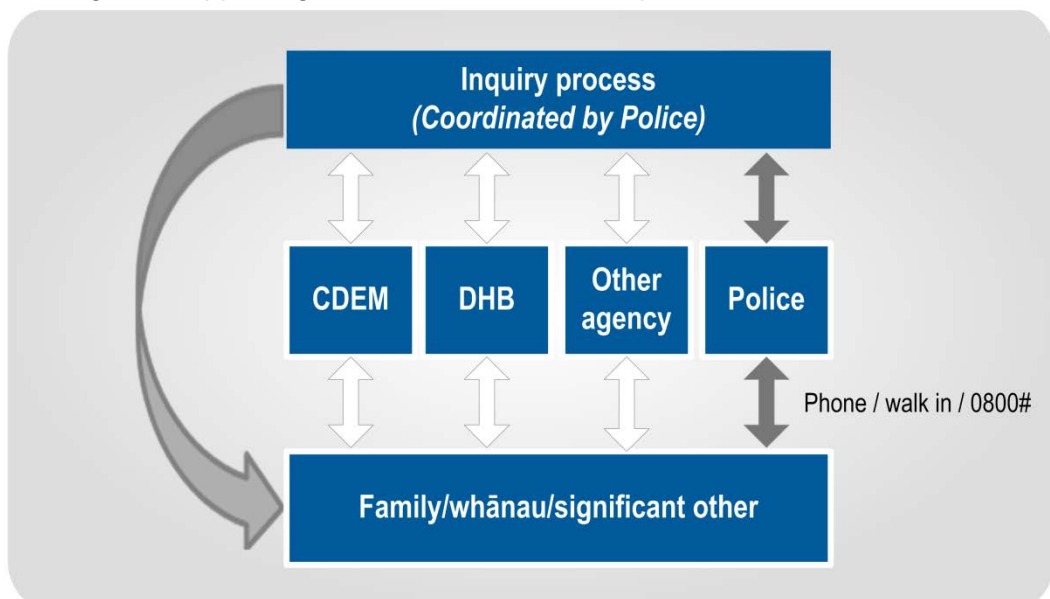 Inquiry process
(Coordinated by Police)
CDEM
DHB
Other
agency
Police
Phone / walk in / 0800#
Family/whānau/significant other